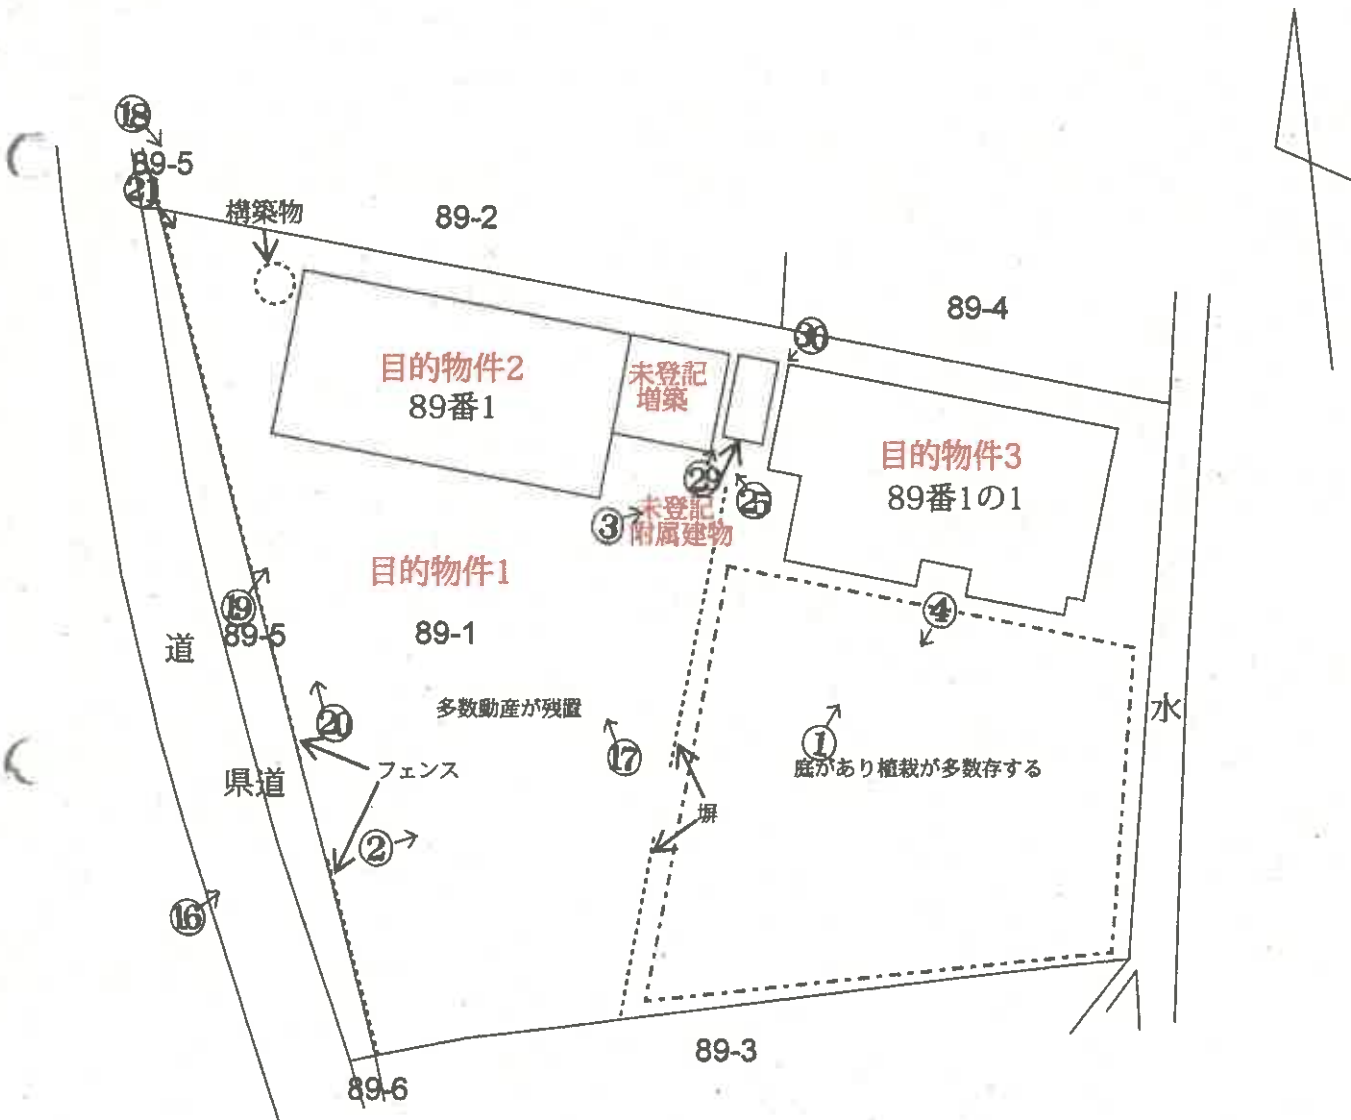 ⑱
89-5
㉑
構築物
89-2
89-4
㊱
目的物件2
89番1
未登記
増築
目的物件3
89番1の1
㉙
㉕
③
未登記
附属建物
目的物件1
⑲
89-5
89-1
④
道
多数動産が残置
水
⑳
⑰
①
県道
フェンス
庭があり植栽が多数存する
塀
②
⑯
89-3
89-6